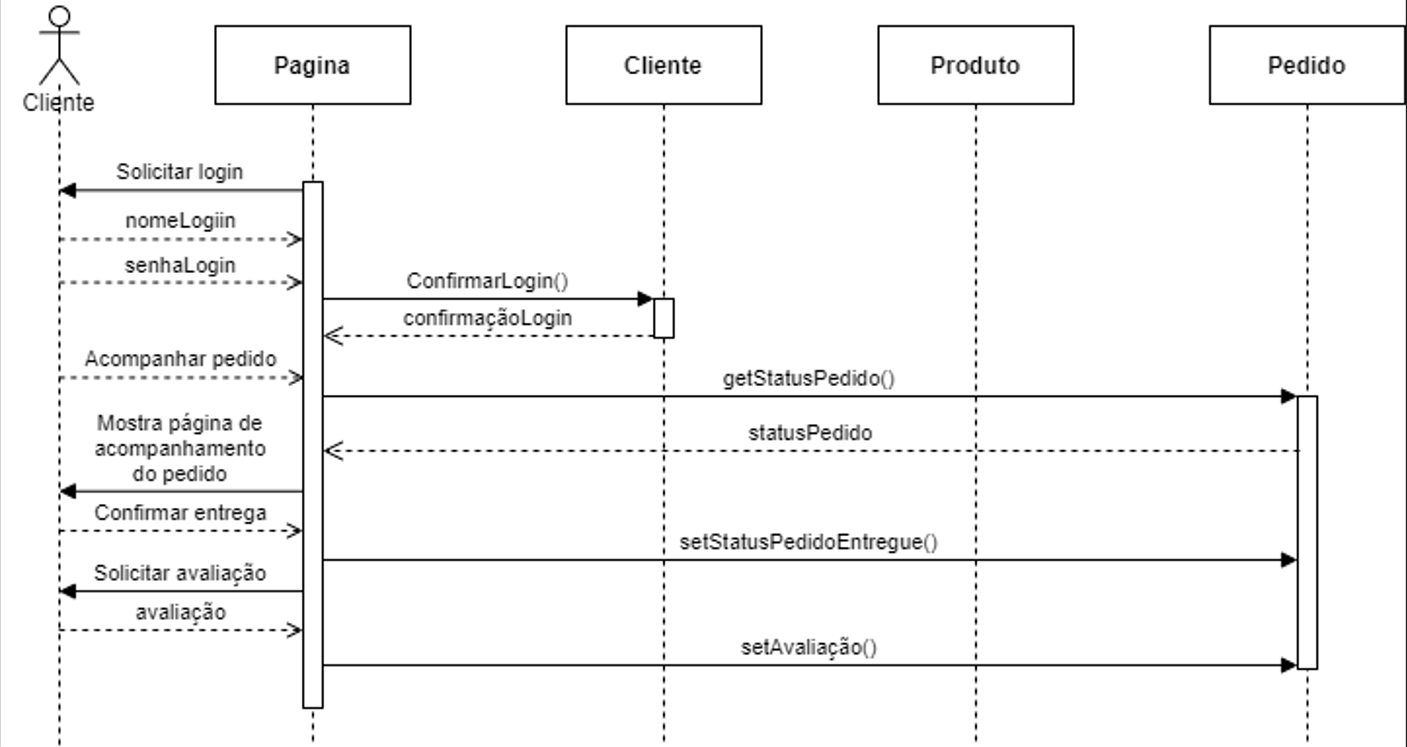 Cliente
Pagina
Cliente
Produto
Pedido
Solicitar login
nomeLogiin
senhaLogin
ConfirmarLogin()
confirmaçãoLogin
Acompanhar pedido
getStatusPedido()
Mostra página de
acompanhamento
do pedido
statusPedido
Confirmar entrega
setStatusPedidoEntregue()
Solicitar avaliação
avaliação
setAvaliação()